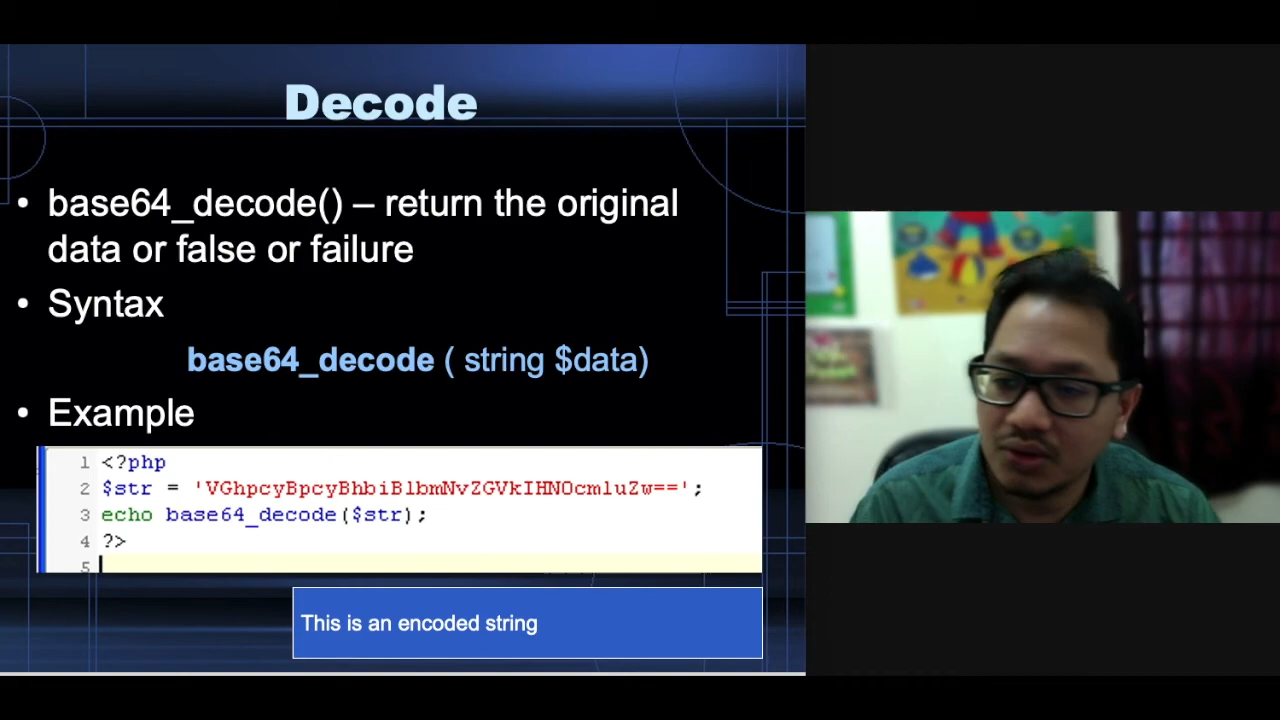 Decode
• base64_decode() – return the original
data or false or failure
• Syntax
base64_decode ( string $data)
• Example
1 <?php
2 $str = 'VGhpcyBpcyBhbiBlbmNvZGVkIHN0cmluZw==';
3 echo base64_decode($str);
4 ?>
5
This is an encoded string